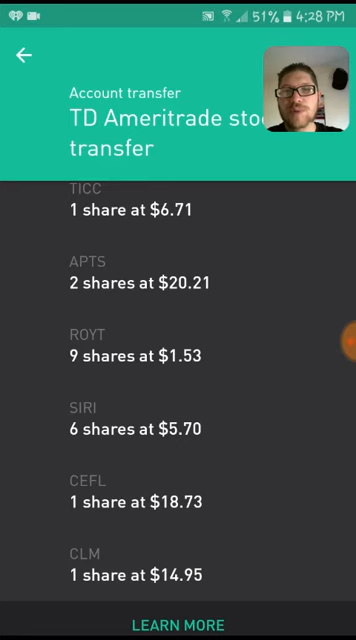 51% 4:28 PM
Account transfer
TD Ameritrade sto
transfer
TICC
1 share at $6.71
APTS
2 shares at $20.21
ROYT
9 shares at $1.53
SIRI
6 shares at $5.70
CEFL
1 share at $18.73
CLM
1 share at $14.95
LEARN MORE